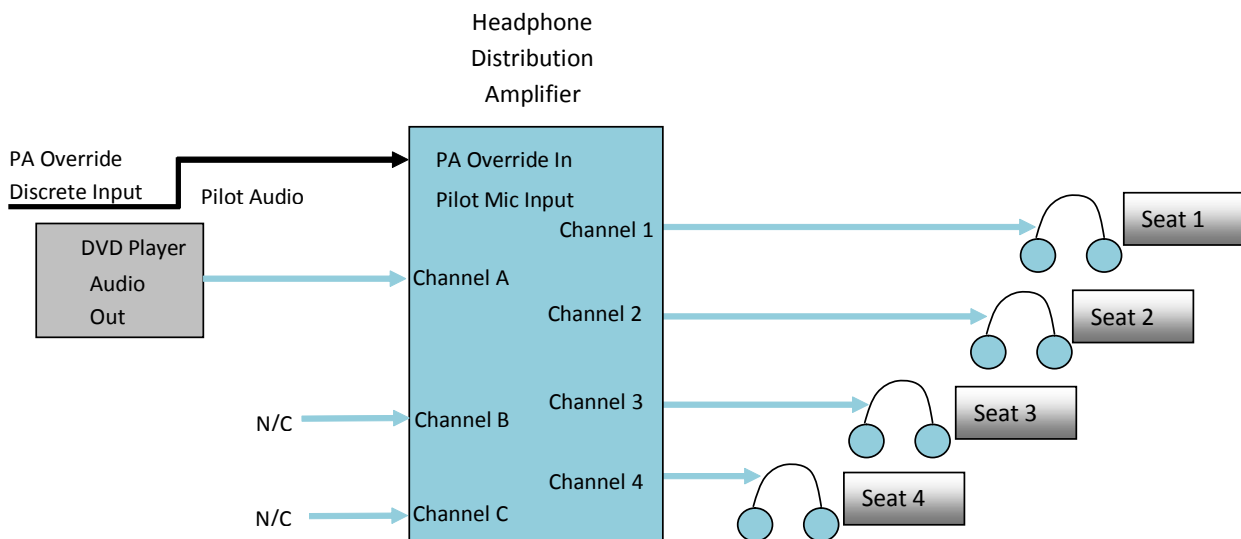 Headphone
Distribution
Amplifier
PA Override
Discrete Input
Pilot Audio
PA Override In
Pilot Mic Input
Channel 1
Seat 1
DVD Player
Audio
Out
Channel A
Channel 2
Seat 2
Channel 3
Seat 3
N/C
Channel B
Channel 4
Seat 4
N/C
Channel C